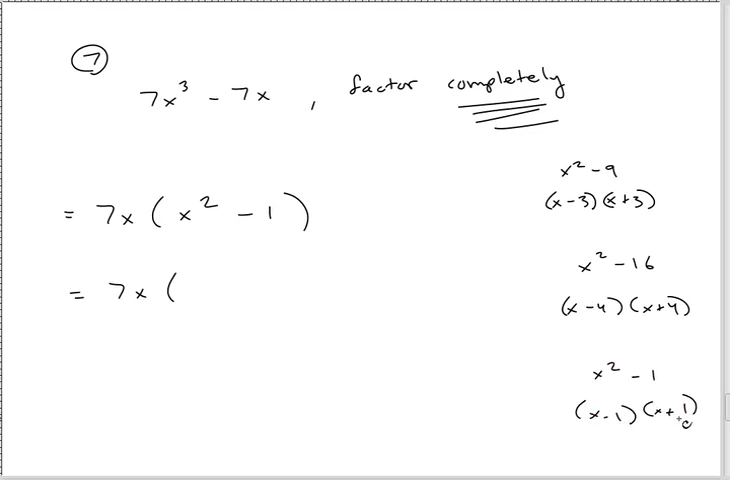 7
7x³ - 7x , factor completely
= 7x ( x² - 1 )
= 7x (
x² - 9
(x - 3)(x + 3)
x² - 16
(x - 4)(x + 4)
x² - 1
(x - 1)(x + 1)